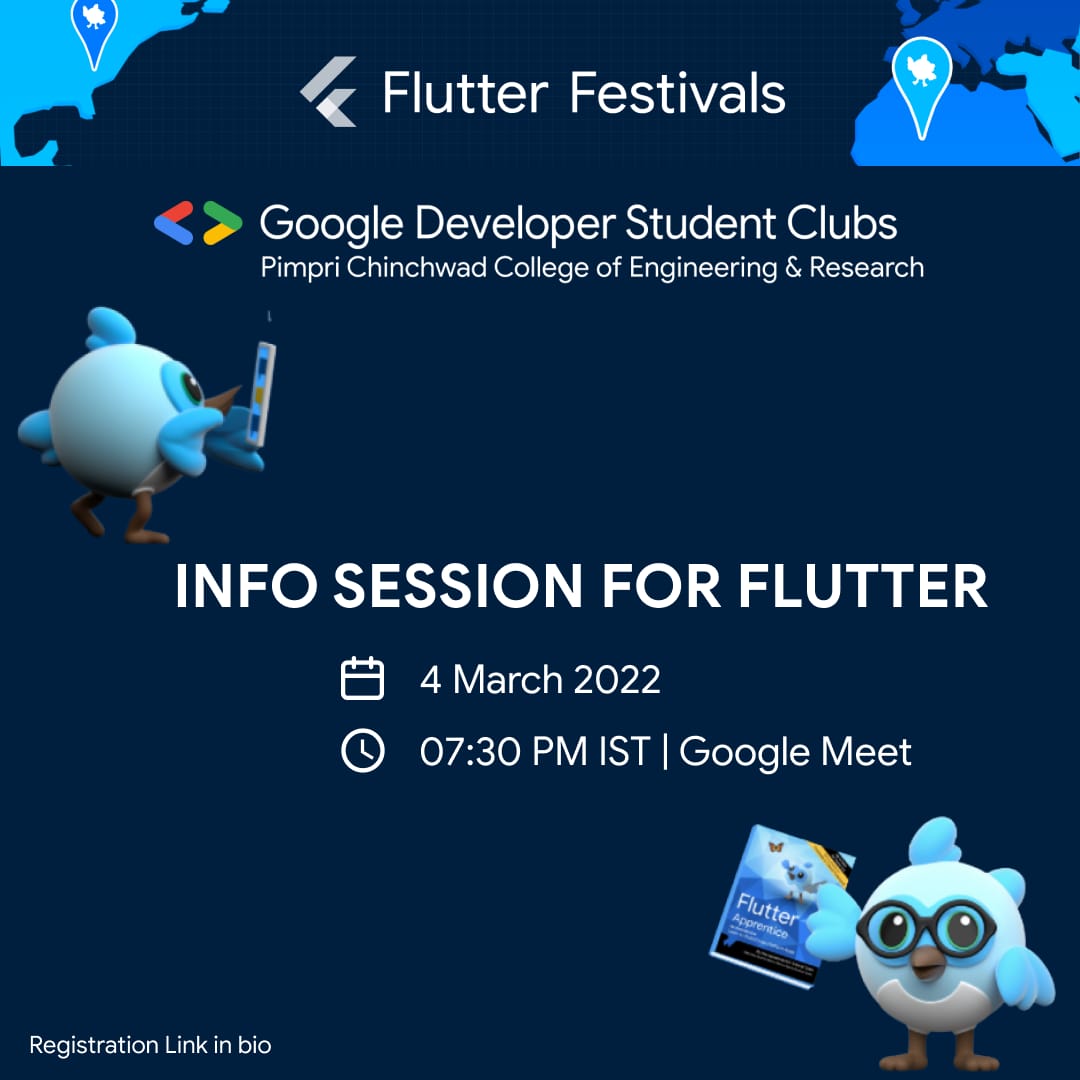 Flutter Festivals
Google Developer Student Clubs
Pimpri Chinchwad College of Engineering & Research
INFO SESSION FOR FLUTTER
4 March 2022
07:30 PM IST | Google Meet
Flutter
Apprentice
Registration Link in bio